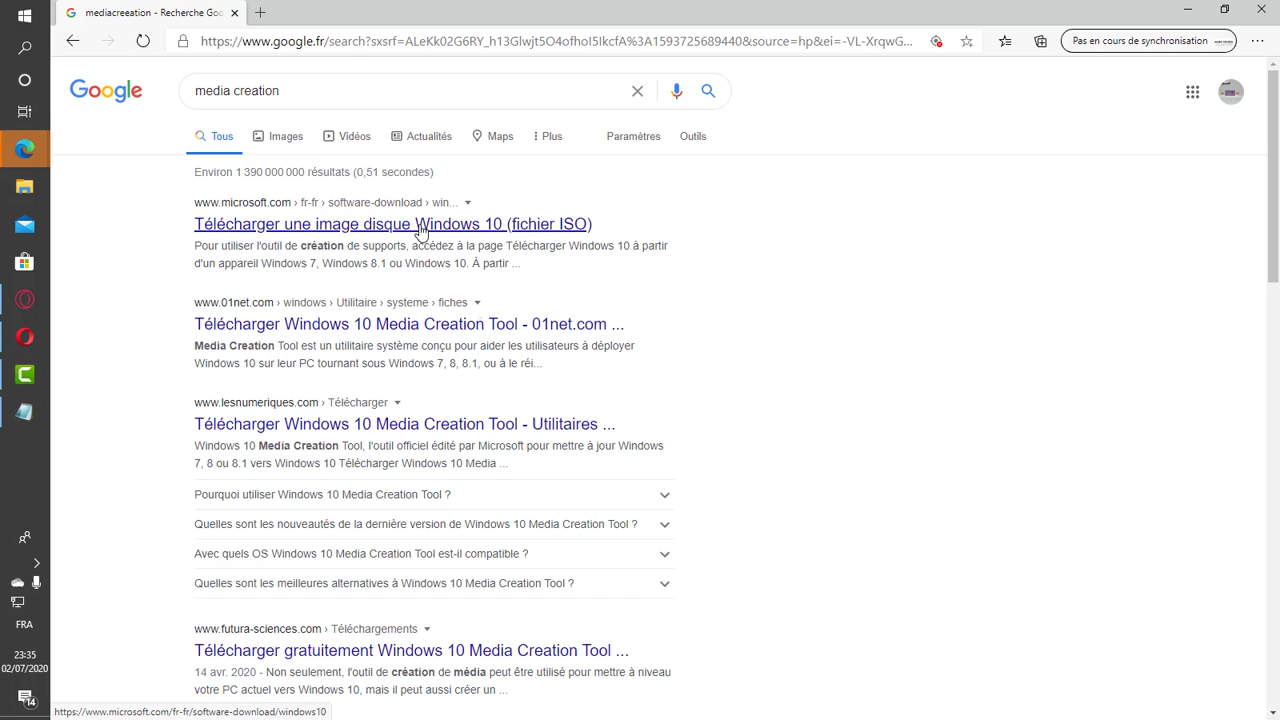 mediacreation - Recherche Goo
https://www.google.fr/search?sxsrf=ALeKk02G6RY_h13Glwjt5O4ofhoI5IkcfA%3A1593725689440&source=hp&ei=-VL-XrqwG...
Pas en cours de synchronisation
Google
media creation
Tous
Images
Vidéos
Actualités
Maps
Plus
Paramètres
Outils
Environ 1 390 000 000 résultats (0,51 secondes)
www.microsoft.com › fr-fr › software-download › win...
Télécharger une image disque Windows 10 (fichier ISO)
Pour utiliser l'outil de création de supports, accédez à la page Télécharger Windows 10 à partir
d'un appareil Windows 7, Windows 8.1 ou Windows 10. À partir ...
www.01net.com › windows › Utilitaire › systeme › fiches
Télécharger Windows 10 Media Creation Tool - 01net.com ...
Media Creation Tool est un utilitaire système conçu pour aider les utilisateurs à déployer
Windows 10 sur leur PC tournant sous Windows 7, 8, 8.1, ou à le réi...
www.lesnumeriques.com › Télécharger
Télécharger Windows 10 Media Creation Tool - Utilitaires ...
Windows 10 Media Creation Tool, l'outil officiel édité par Microsoft pour mettre à jour Windows
7, 8 ou 8.1 vers Windows 10 Télécharger Windows 10 Media ...
Pourquoi utiliser Windows 10 Media Creation Tool ?
Quelles sont les nouveautés de la dernière version de Windows 10 Media Creation Tool ?
Avec quels OS Windows 10 Media Creation Tool est-il compatible ?
Quelles sont les meilleures alternatives à Windows 10 Media Creation Tool ?
www.futura-sciences.com › Téléchargements
Télécharger gratuitement Windows 10 Media Creation Tool ...
14 avr. 2020 - Non seulement, l'outil de création de média peut être utilisé pour mettre à niveau
votre PC actuel vers Windows 10, mais il peut aussi créer un ...
FRA
23:35
02/07/2020
14
https://www.microsoft.com/fr-fr/software-download/windows10